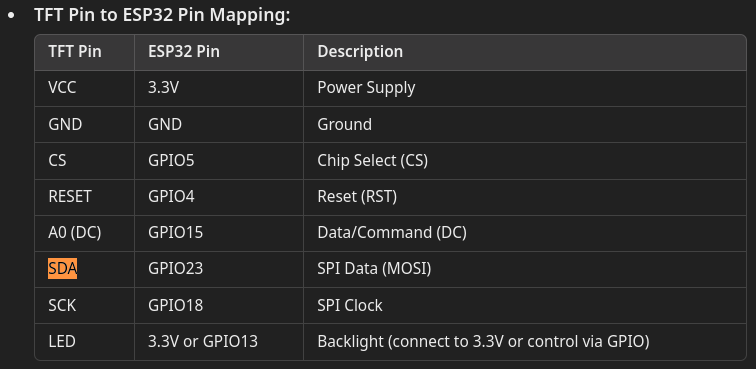 TFT Pin to ESP32 Pin Mapping:
TFT Pin ESP32 Pin Description
VCC 3.3V Power Supply
GND GND Ground
CS GPIO5 Chip Select (CS)
RESET GPIO4 Reset (RST)
A0 (DC) GPIO15 Data/Command (DC)
SDA GPIO23 SPI Data (MOSI)
SCK GPIO18 SPI Clock
LED 3.3V or GPIO13 Backlight (connect to 3.3V or control via GPIO)